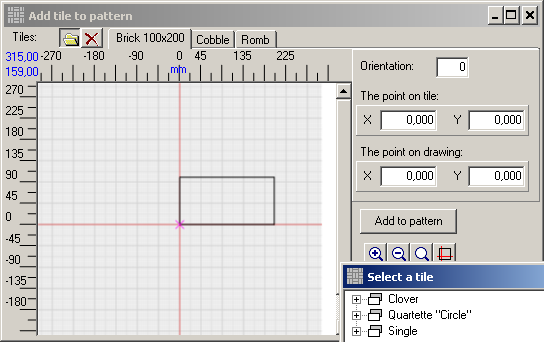 Add tile to pattern
Tiles:
Brick 100x200 Cobble Romb
315,00 -270 -180 -90 0 45 135 225
159,00 mm
270
225
180
135
90
45
0
-45
-90
-135
-180
Orientation: 0
The point on tile:
X 0,000 Y 0,000
The point on drawing:
X 0,000 Y 0,000
Add to pattern
Select a tile
Clover
Quartette "Circle"
Single